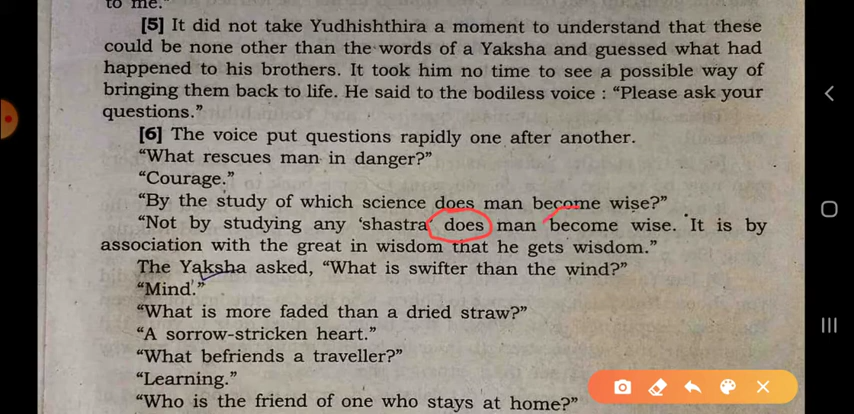 to me."
[5] It did not take Yudhishthira a moment to understand that these
could be none other than the words of a Yaksha and guessed what had
happened to his brothers. It took him no time to see a possible way of
bringing them back to life. He said to the bodiless voice : "Please ask your
questions."
[6] The voice put questions rapidly one after another.
"What rescues man in danger?"
"Courage."
"By the study of which science does man become wise?"
"Not by studying any 'shastra' does man become wise. It is by
association with the great in wisdom that he gets wisdom."
The Yaksha asked, "What is swifter than the wind?"
"Mind."
"What is more faded than a dried straw?"
"A sorrow-stricken heart."
"What befriends a traveller?"
"Learning."
"Who is the friend of one who stays at home?"